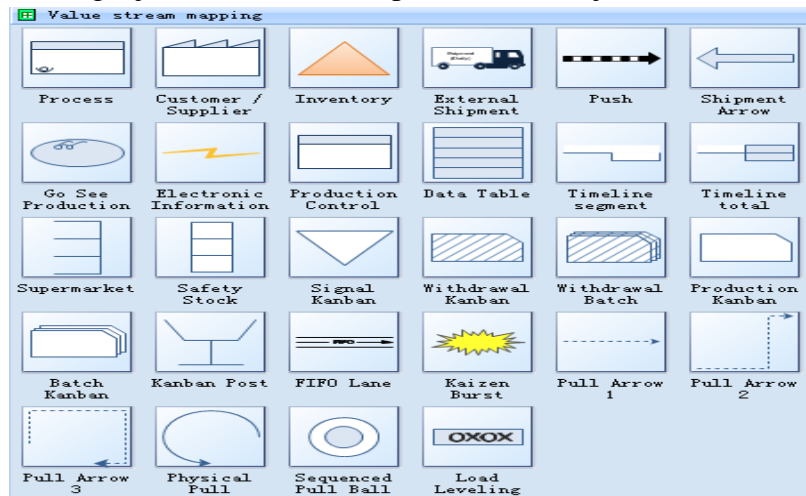 Value stream mapping
Process
Customer / Supplier
Inventory
External Shipment
Push
Shipment Arrow
Go See Production
Electronic Information
Production Control
Data Table
Timeline segment
Timeline total
Supermarket
Safety Stock
Signal Kanban
Withdrawal Kanban
Withdrawal Batch
Production Kanban
Batch Kanban
Kanban Post
FIFO
FIFO Lane
Kaizen Burst
Pull Arrow 1
Pull Arrow 2
Pull Arrow 3
Physical Pull
Sequenced Pull Ball
OXOX
Load Leveling